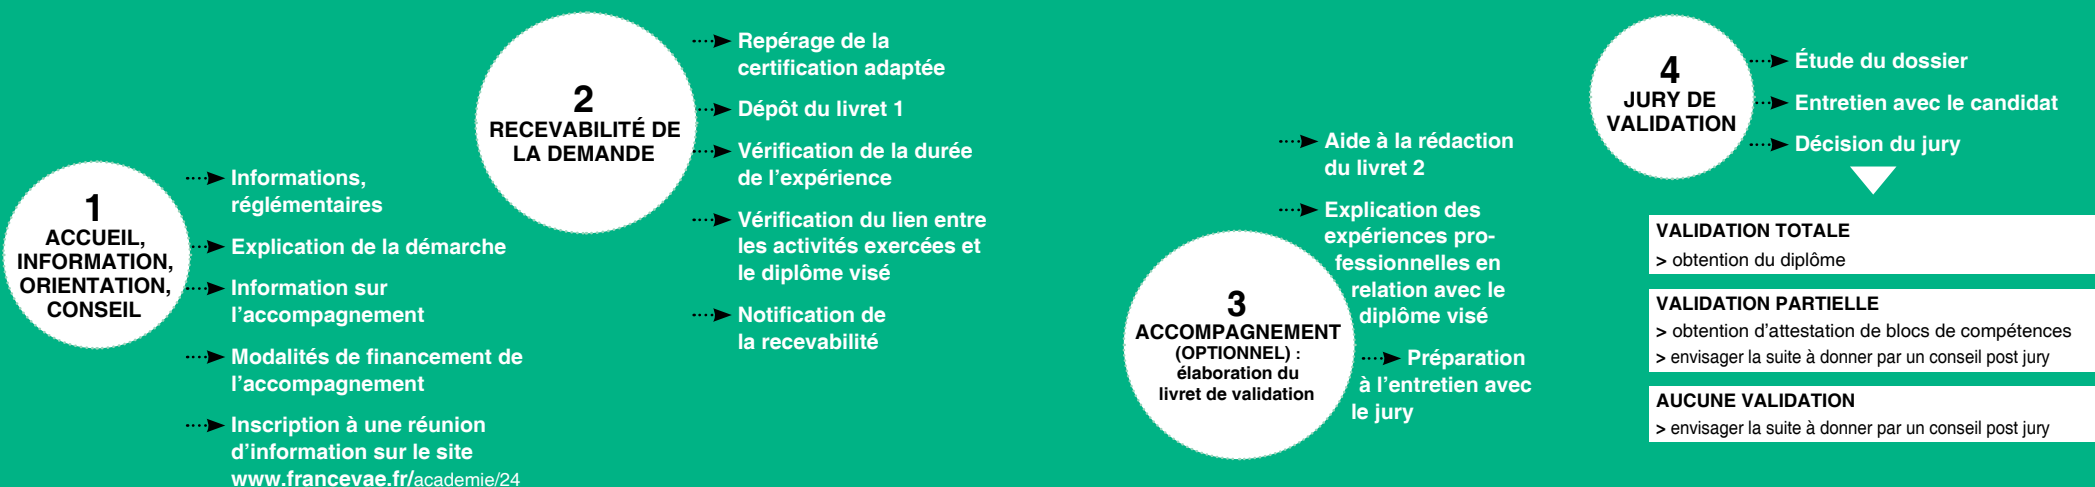 1
ACCUEIL,
INFORMATION,
ORIENTATION,
CONSEIL
Informations,
réglémentaires
Explication de la démarche
Information sur
l'accompagnement
Modalités de financement de
l'accompagnement
Inscription à une réunion
d'information sur le site
www.francevae.fr/academie/24
2
RECEVABILITÉ DE
LA DEMANDE
Repérage de la
certification adaptée
Dépôt du livret 1
Vérification de la durée
de l'expérience
Vérification du lien entre
les activités exercées et
le diplôme visé
Notification de
la recevabilité
3
ACCOMPAGNEMENT
(OPTIONNEL) :
élaboration du
livret de validation
Aide à la rédaction
du livret 2
Explication des
expériences pro-
fessionnelles en
relation avec le
diplôme visé
Préparation
à l'entretien avec
le jury
4
JURY DE
VALIDATION
Étude du dossier
Entretien avec le candidat
Décision du jury
VALIDATION TOTALE
> obtention du diplôme
VALIDATION PARTIELLE
> obtention d'attestation de blocs de compétences
> envisager la suite à donner par un conseil post jury
AUCUNE VALIDATION
> envisager la suite à donner par un conseil post jury